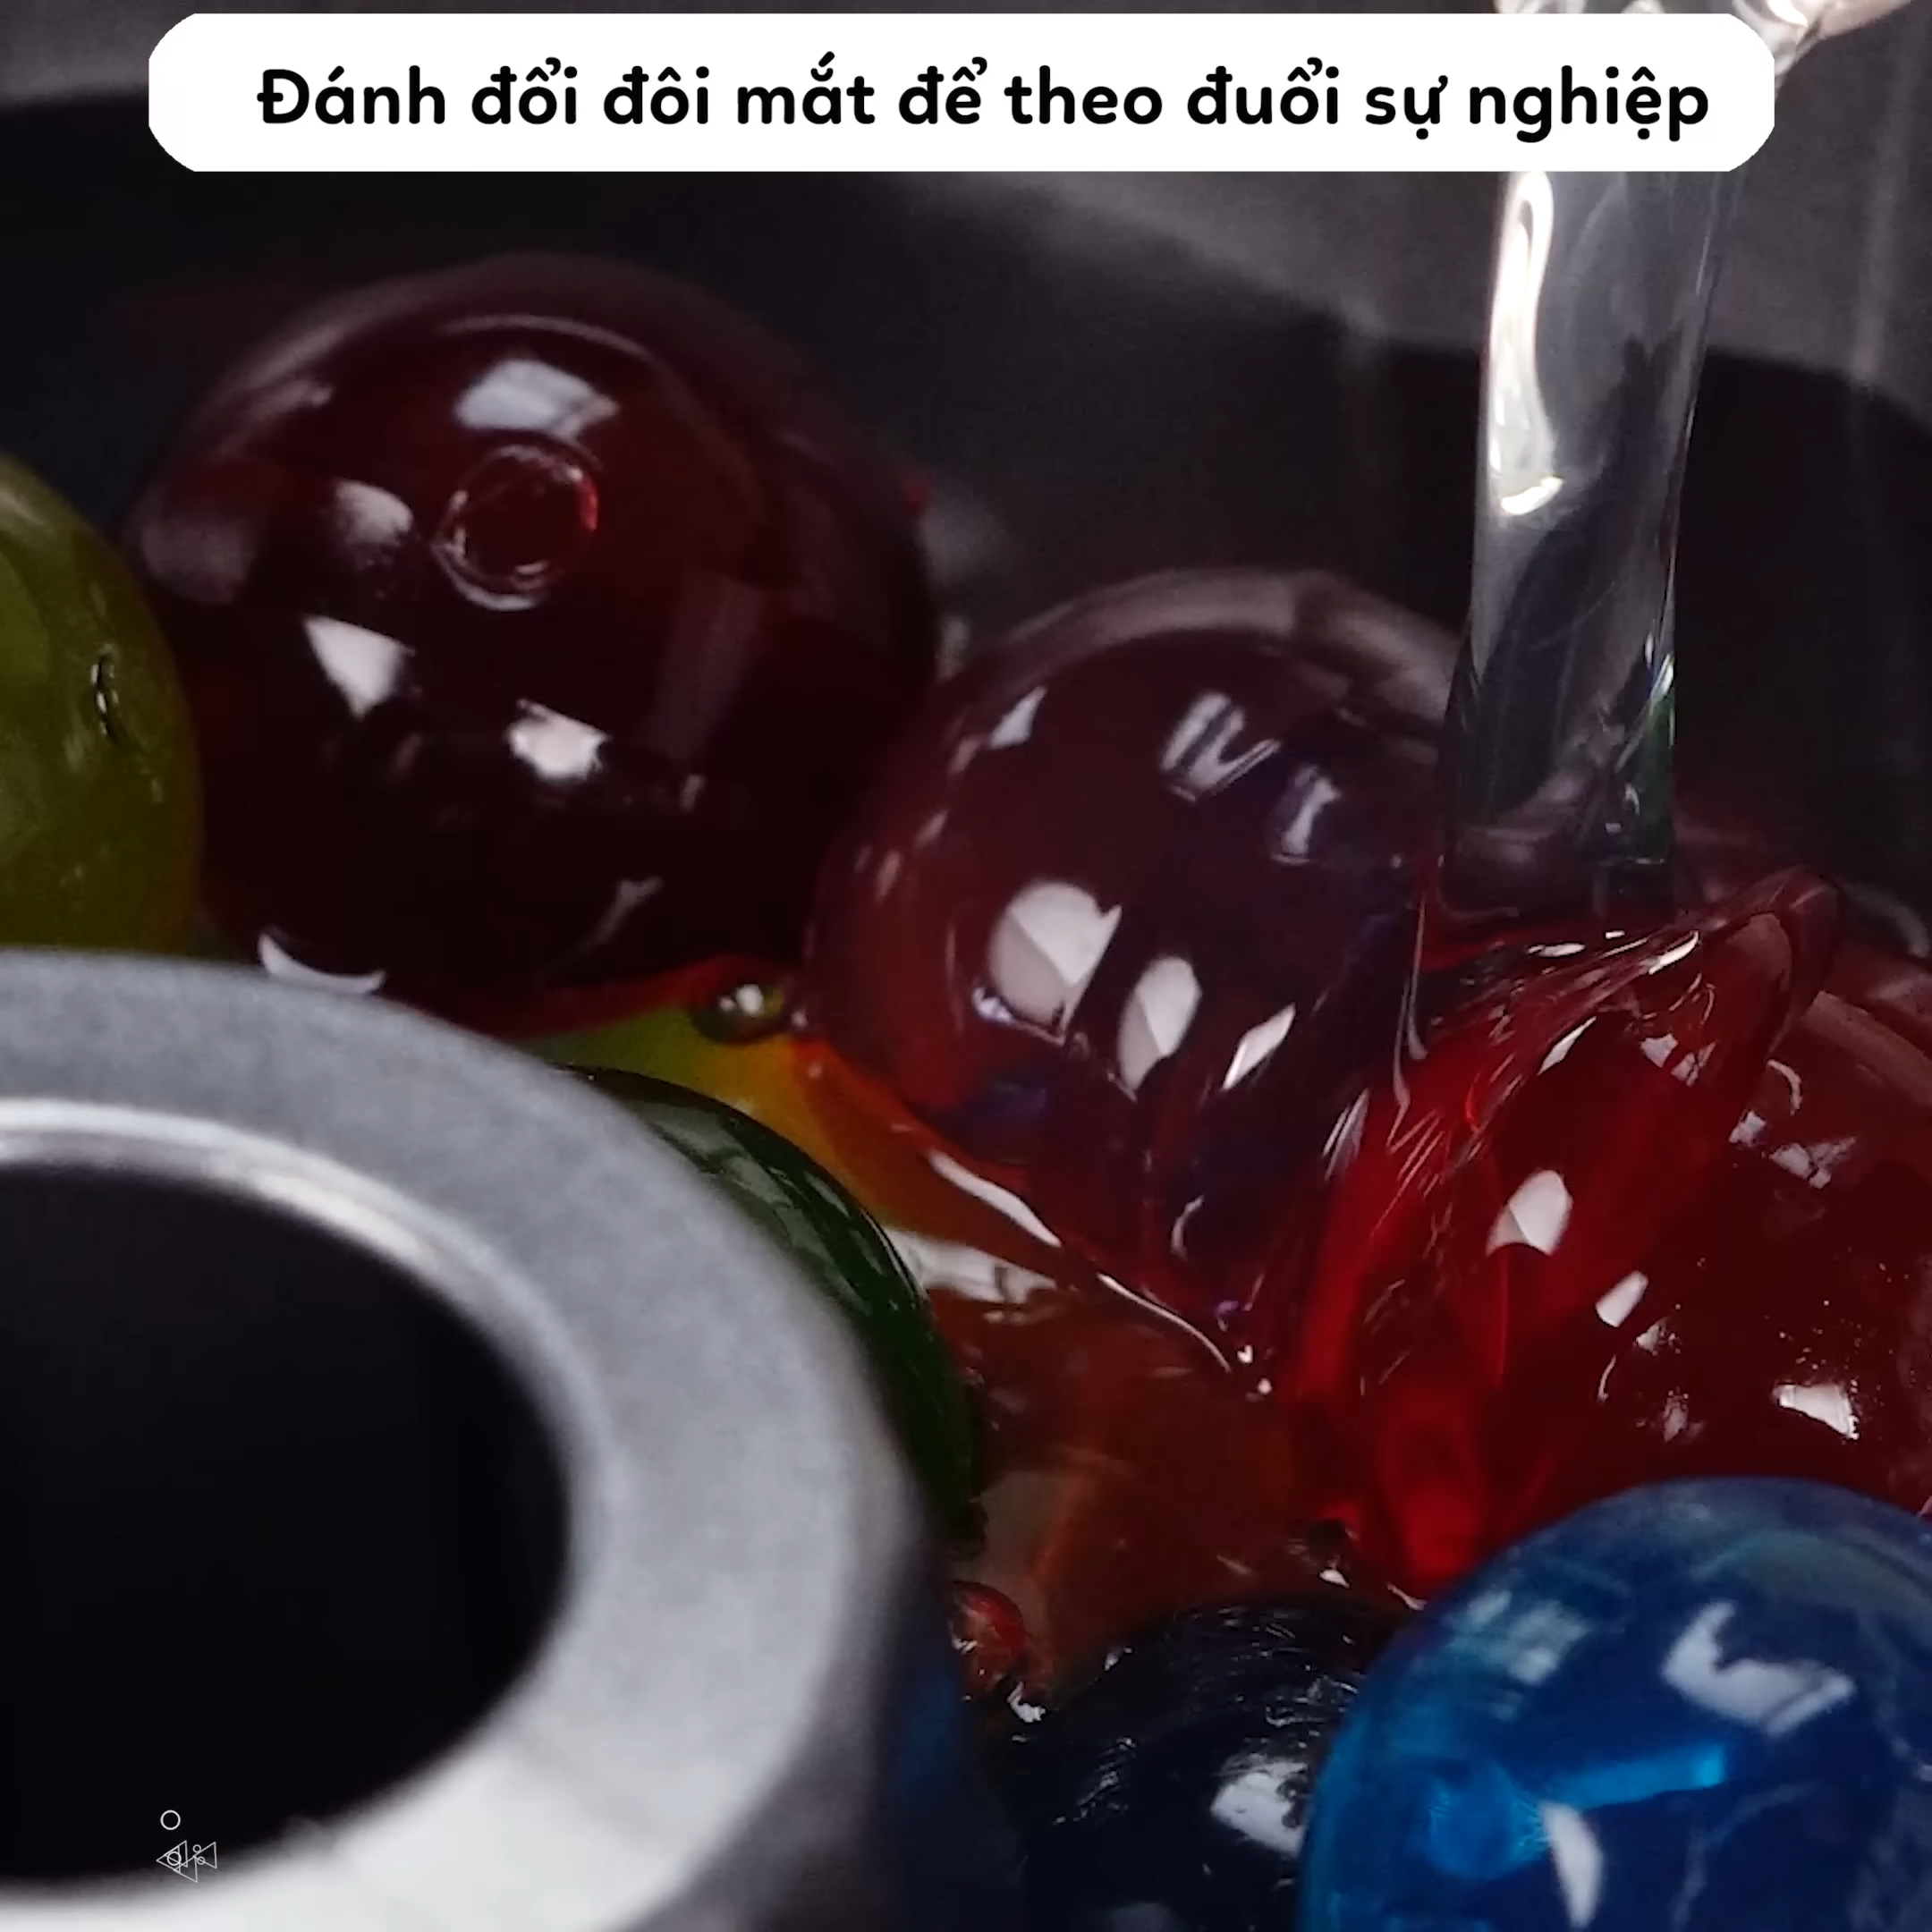 Đánh đổi đôi mắt để theo đuổi sự nghiệp